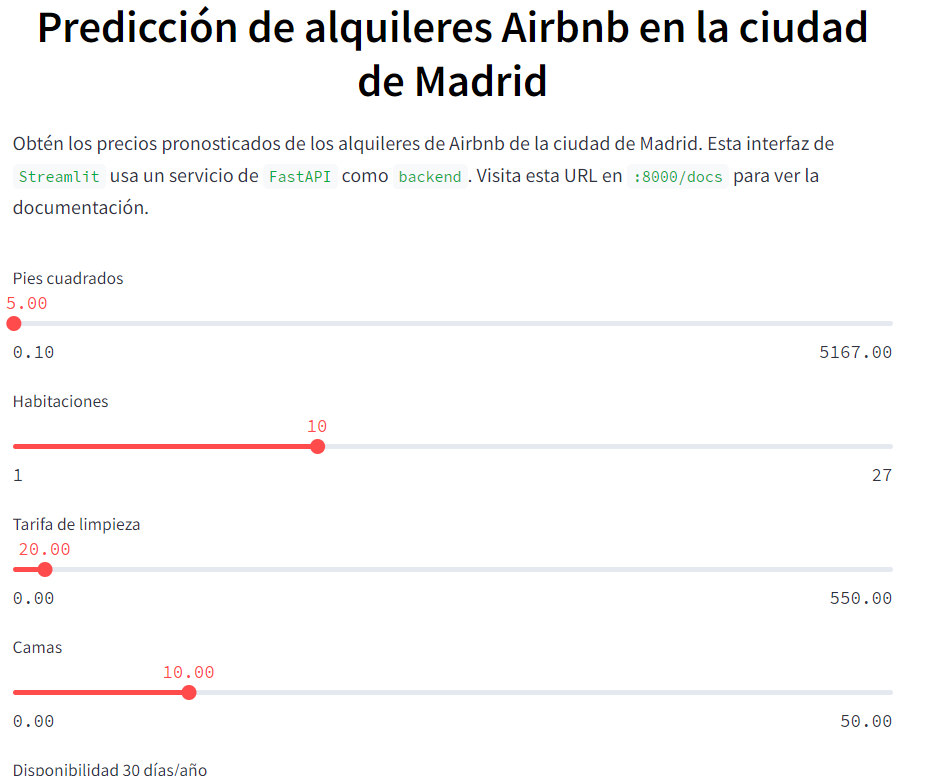 Predicción de alquileres Airbnb en la ciudad
de Madrid
Obtén los precios pronosticados de los alquileres de Airbnb de la ciudad de Madrid. Esta interfaz de
Streamlit usa un servicio de FastAPI como backend. Visita esta URL en :8000/docs para ver la
documentación.
Pies cuadrados
5.00
0.10 5167.00
Habitaciones
10
1 27
Tarifa de limpieza
20.00
0.00 550.00
Camas
10.00
0.00 50.00
Disponibilidad 30 días/año